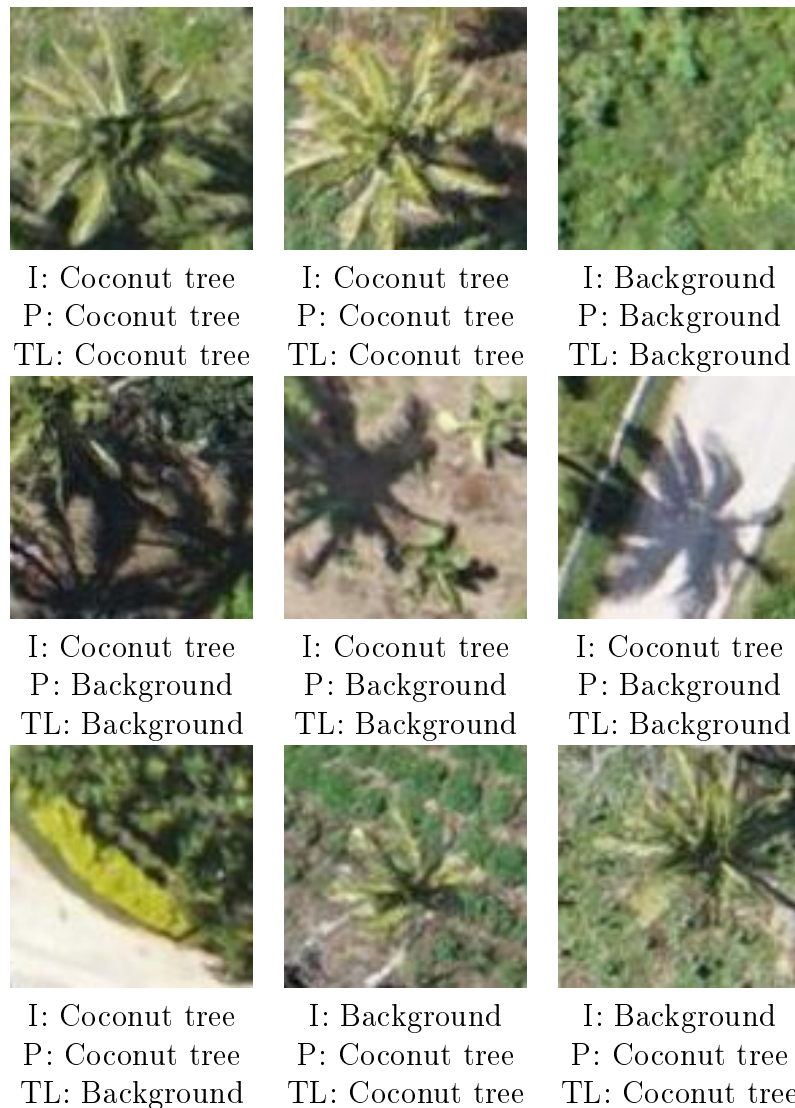 I: Coconut tree I: Coconut tree I: Background
P: Coconut tree P: Coconut tree P: Background
TL: Coconut tree TL: Coconut tree TL: Background
I: Coconut tree I: Coconut tree I: Coconut tree
P: Background P: Background P: Background
TL: Background TL: Background TL: Background
I: Coconut tree I: Background I: Background
P: Coconut tree P: Coconut tree P: Coconut tree
TL: Background TL: Coconut tree TL: Coconut tree